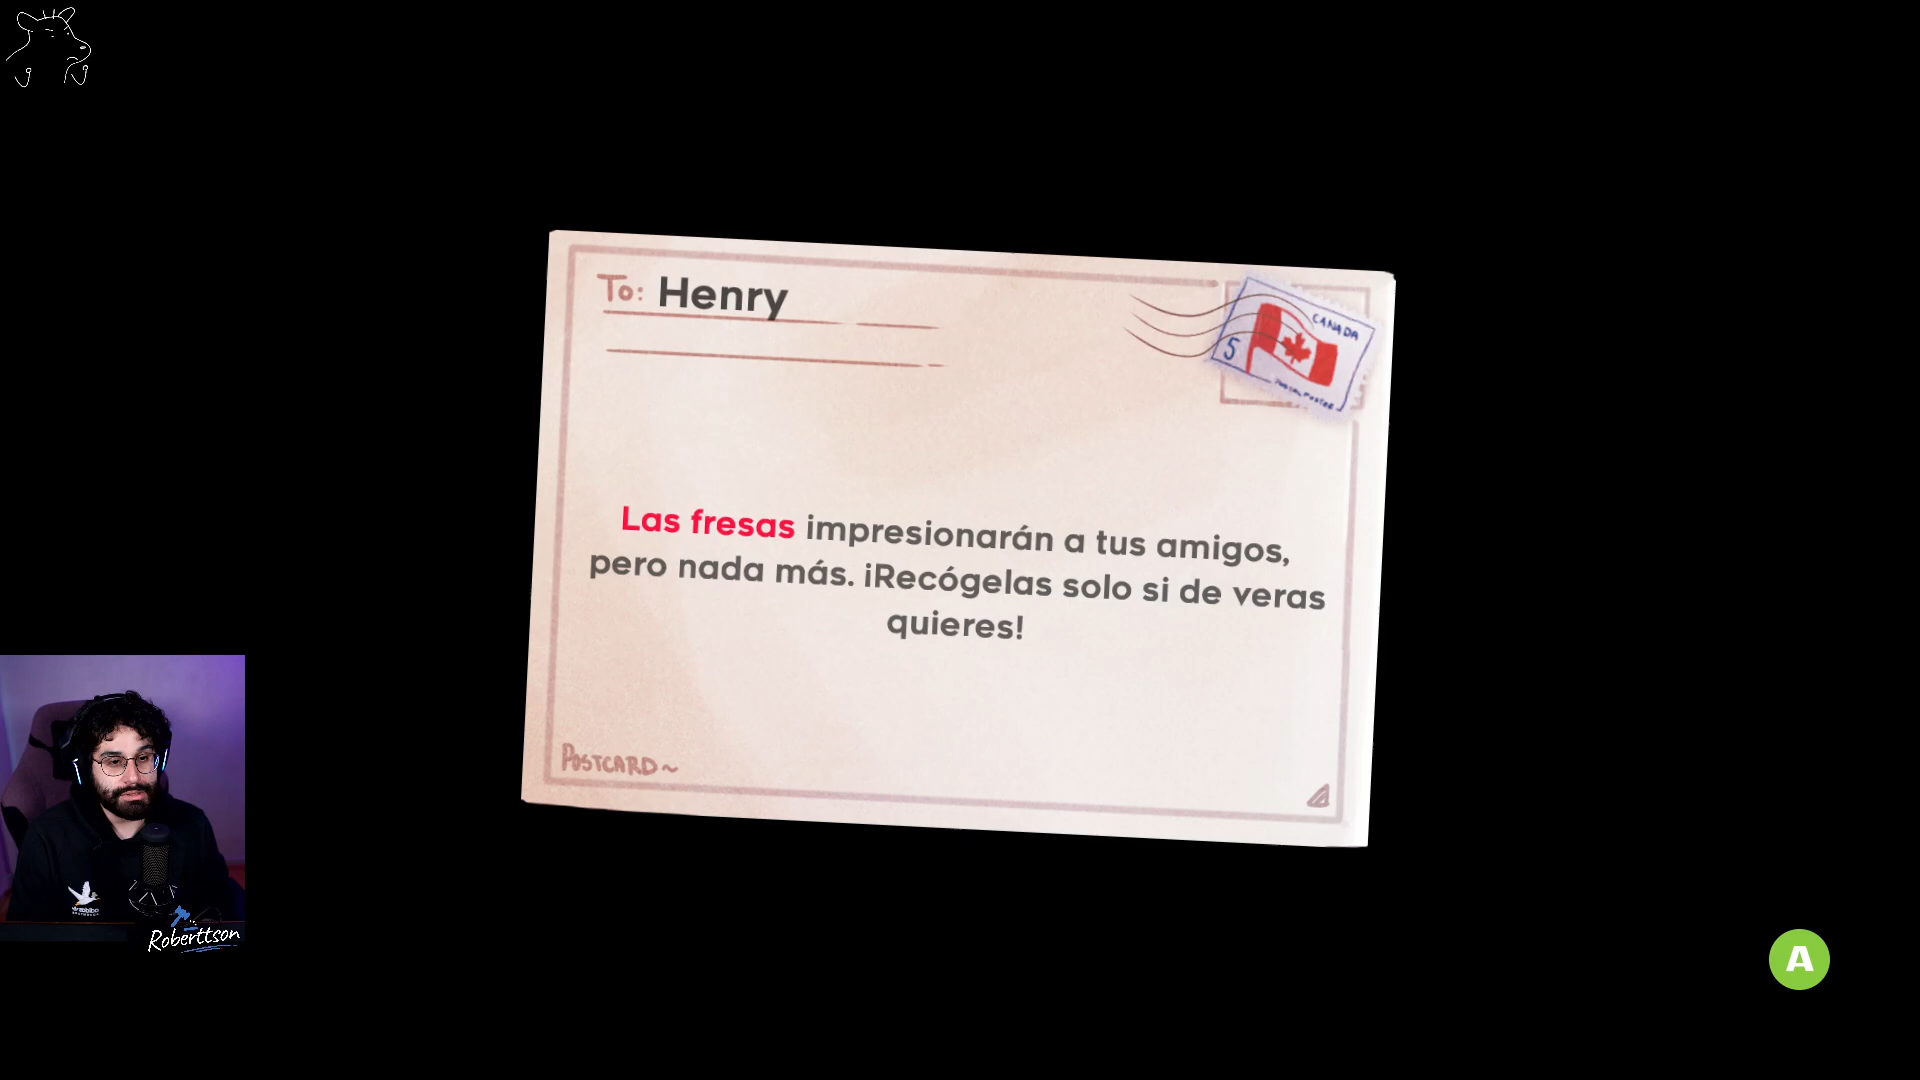 To: Henry
CANADA
5
Las fresas impresionarán a tus amigos,
pero nada más. ¡Recógelas solo si de veras
quieres!
POSTCARD~
Roberttson
A